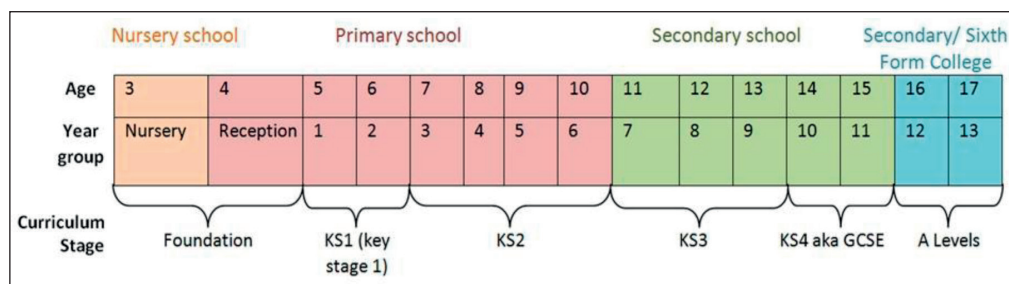 Nursery school Primary school Secondary school Secondary/ Sixth
Form College
Age 3 4 5 6 7 8 9 10 11 12 13 14 15 16 17
Year group Nursery Reception 1 2 3 4 5 6 7 8 9 10 11 12 13
Curriculum
Stage
Foundation KS1 (key KS2 KS3 KS4 aka GCSE A Levels
stage 1)